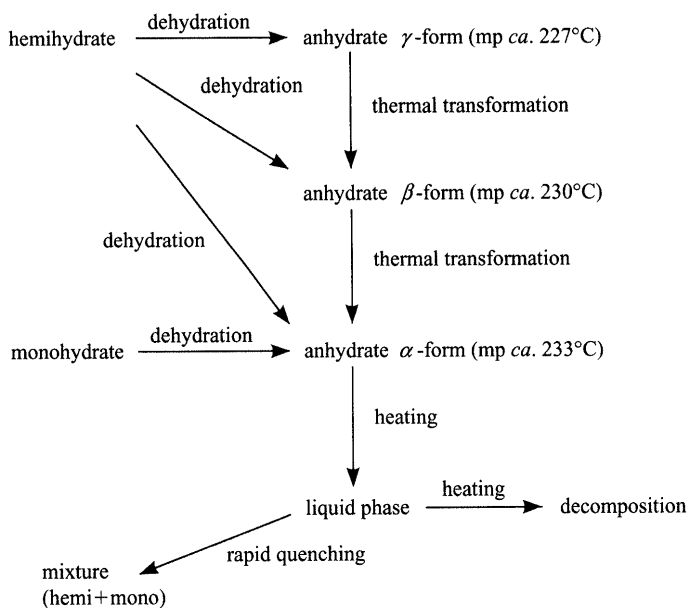 dehydration
hemihydrate
anhydrate γ-form (mp ca. 227°C)
dehydration
thermal transformation
anhydrate β-form (mp ca. 230°C)
dehydration
thermal transformation
dehydration
monohydrate
anhydrate α-form (mp ca. 233°C)
heating
heating
liquid phase
decomposition
rapid quenching
mixture
(hemi+mono)